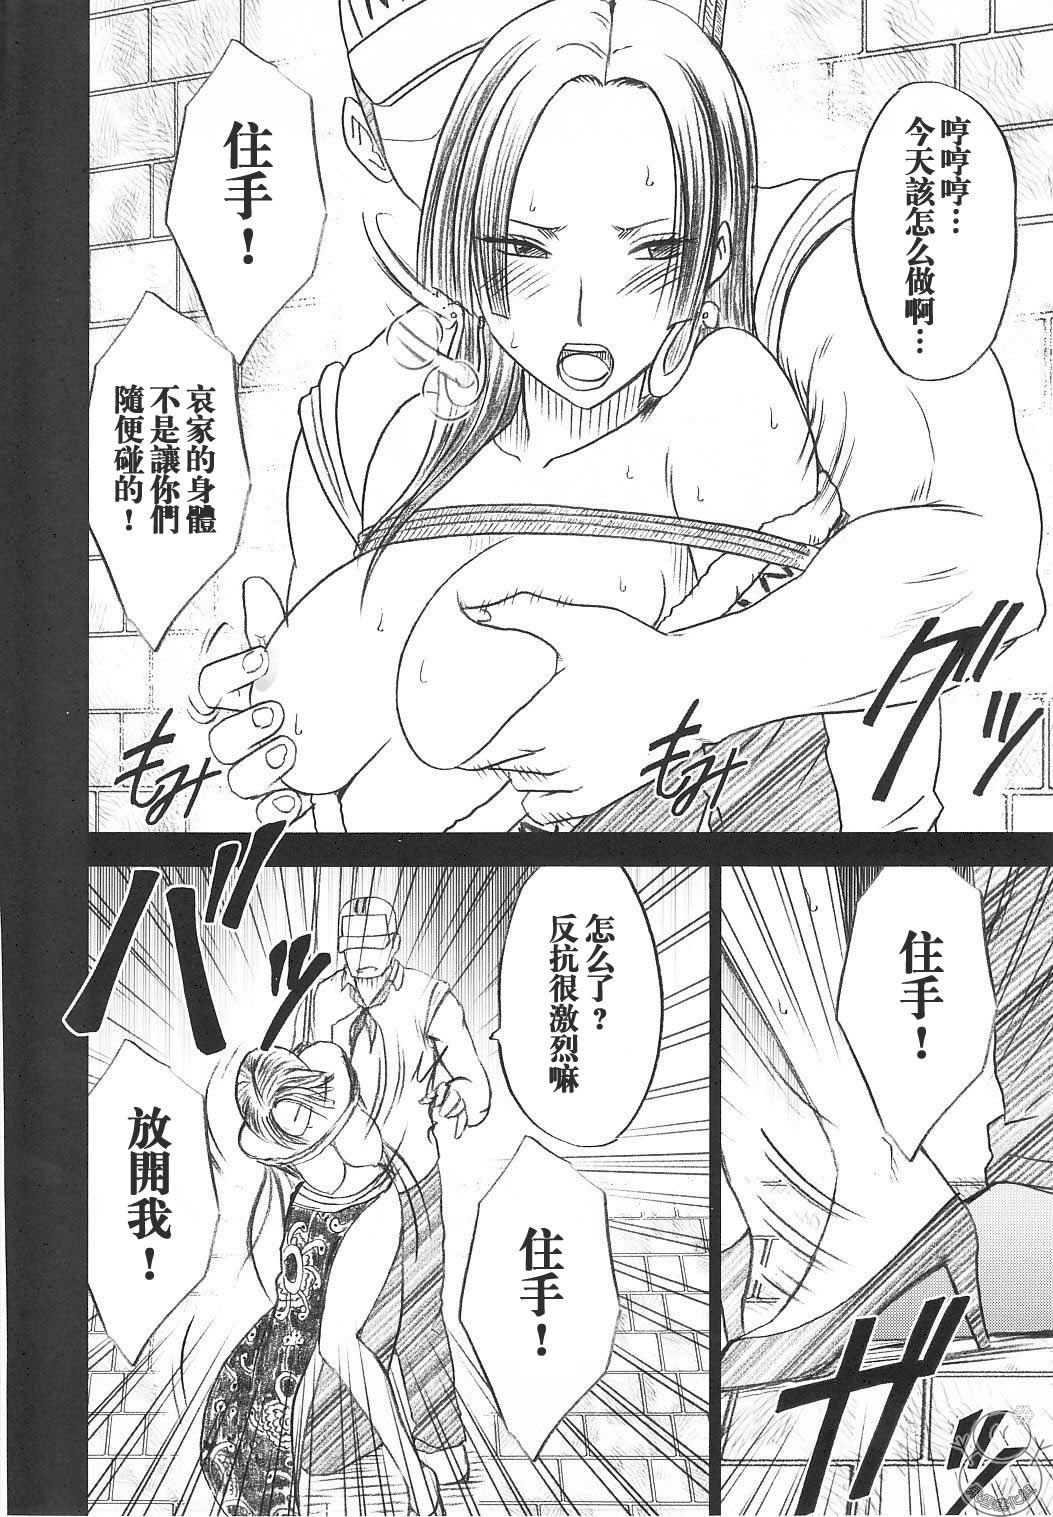 哼哼哼…
今天該怎么做啊…
住手！
哀家的身體
不是讓你們
隨便碰的！
グッ
もみ
もみ
住手！
ガッ
怎么了？
反抗很激烈嘛
住手！
バッ
放開我！